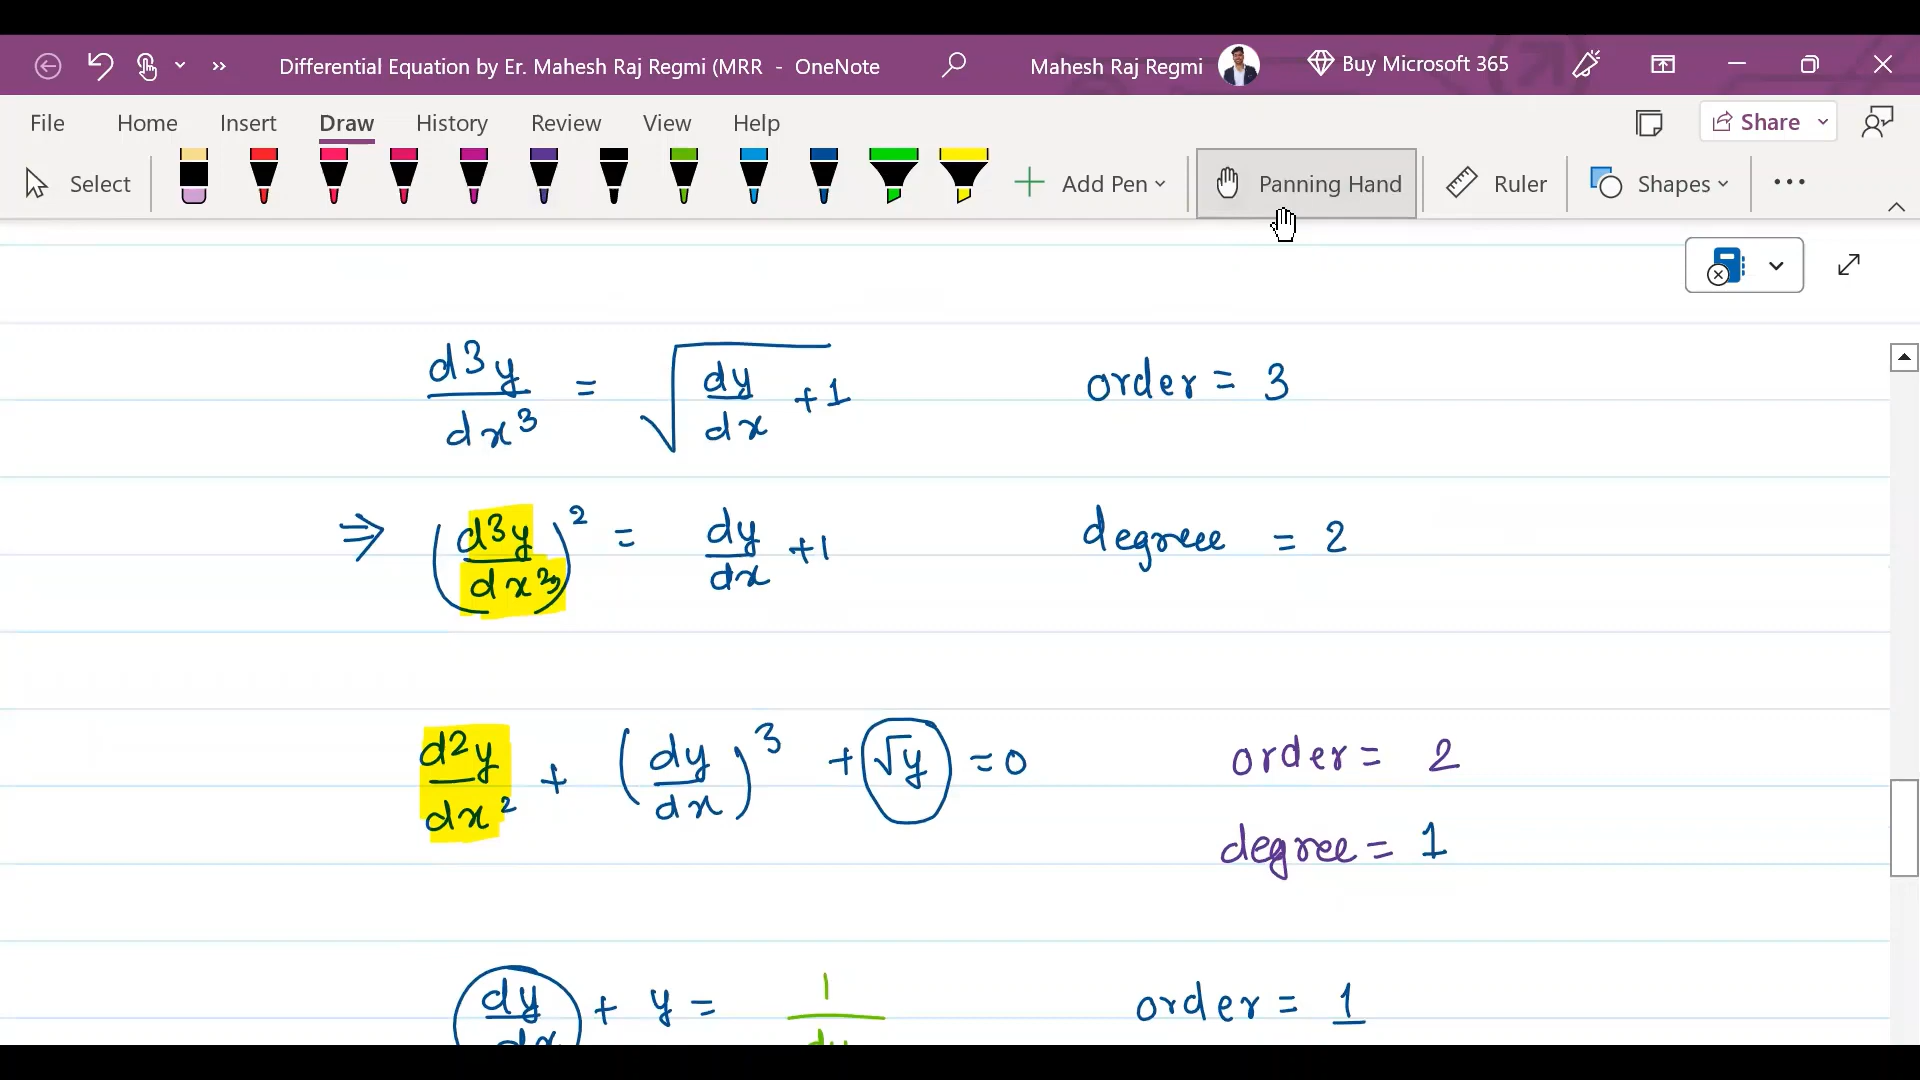 Differential Equation by Er. Mahesh Raj Regmi (MRR - OneNote Mahesh Raj Regmi Buy Microsoft 365
File Home Insert Draw History Review View Help Share
Select Add Pen Panning Hand Ruler Shapes
d3y/dx³ = √(dy/dx + 1) order = 3
⇒ (d3y/dx³)² = dy/dx + 1 degreee = 2
d2y/dx² + (dy/dx)³ + √y = 0 order = 2
degree = 1
dy/dx + y = 1/dy order = 1